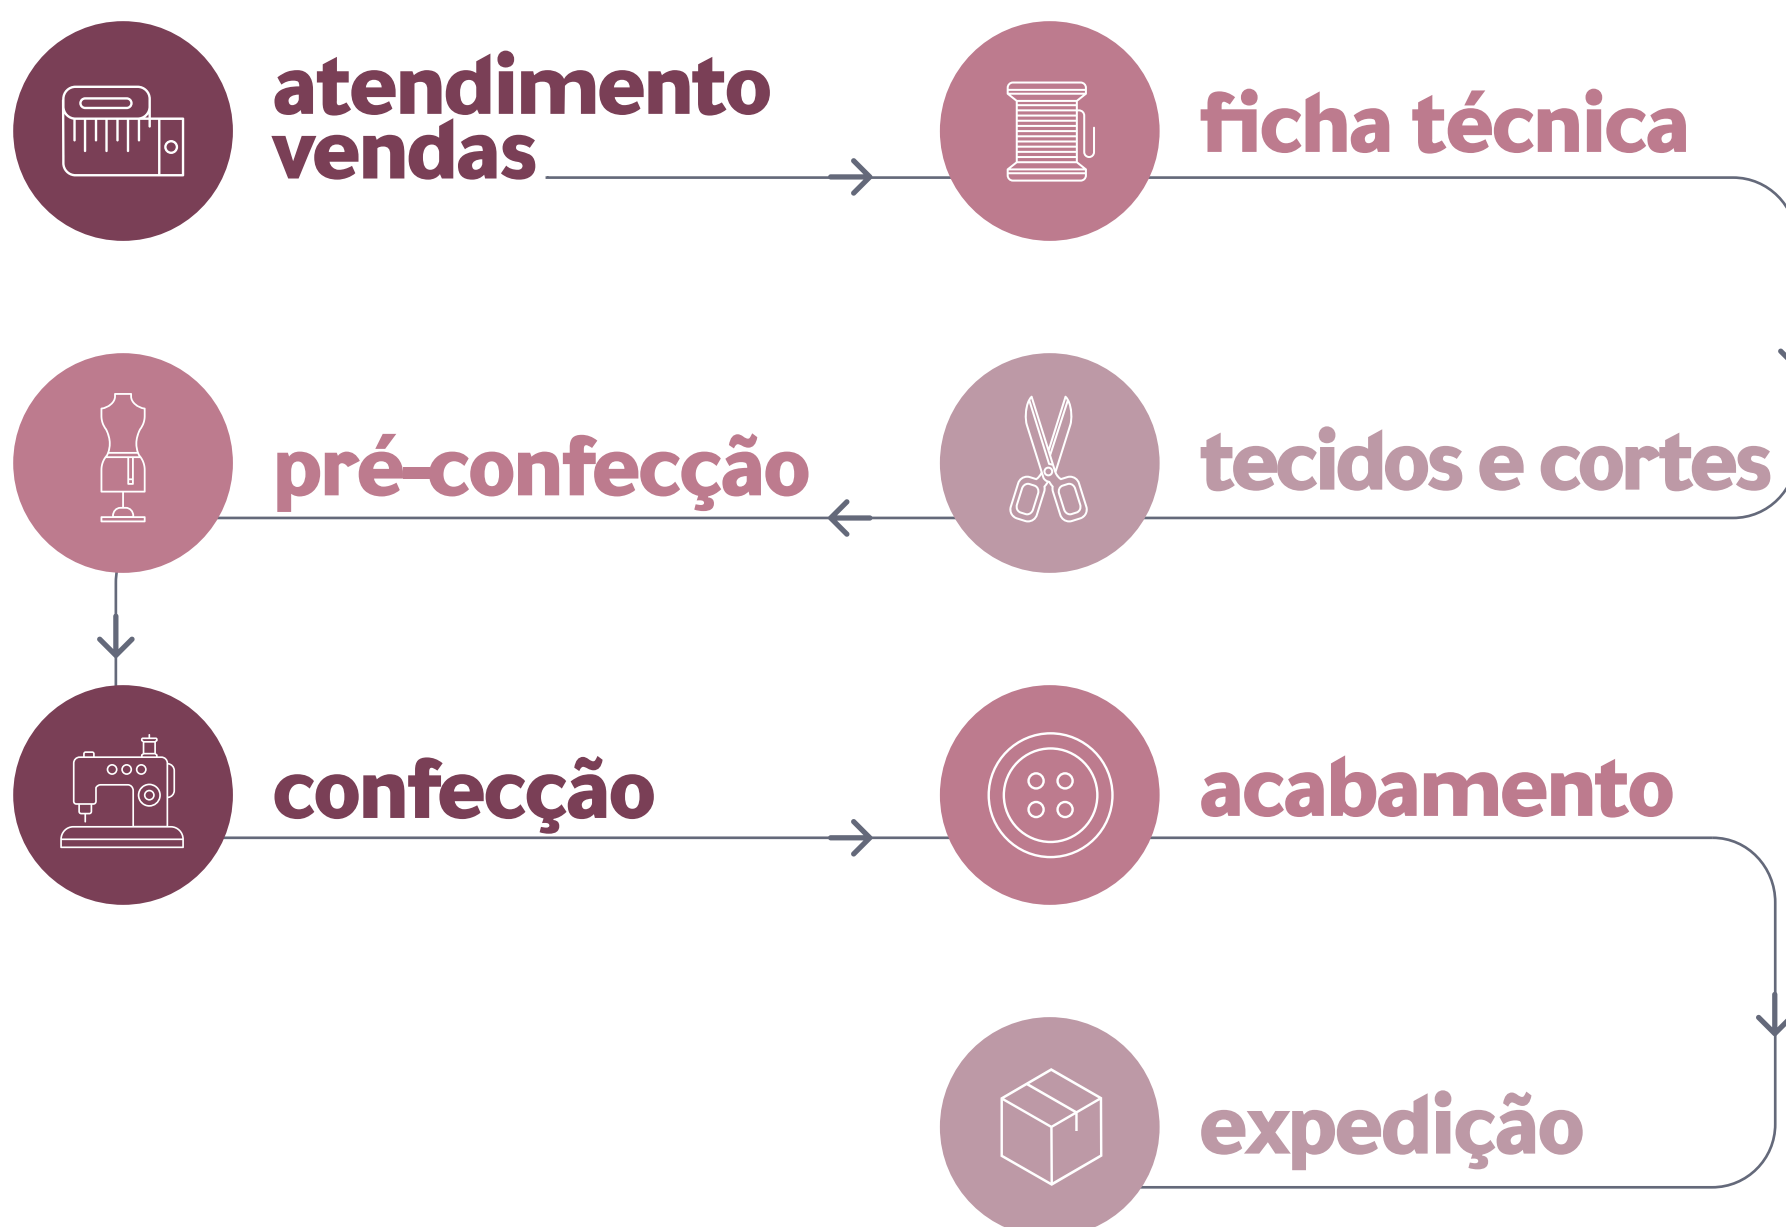 atendimento
vendas
ficha técnica
pré-confecção
tecidos e cortes
confecção
acabamento
expedição